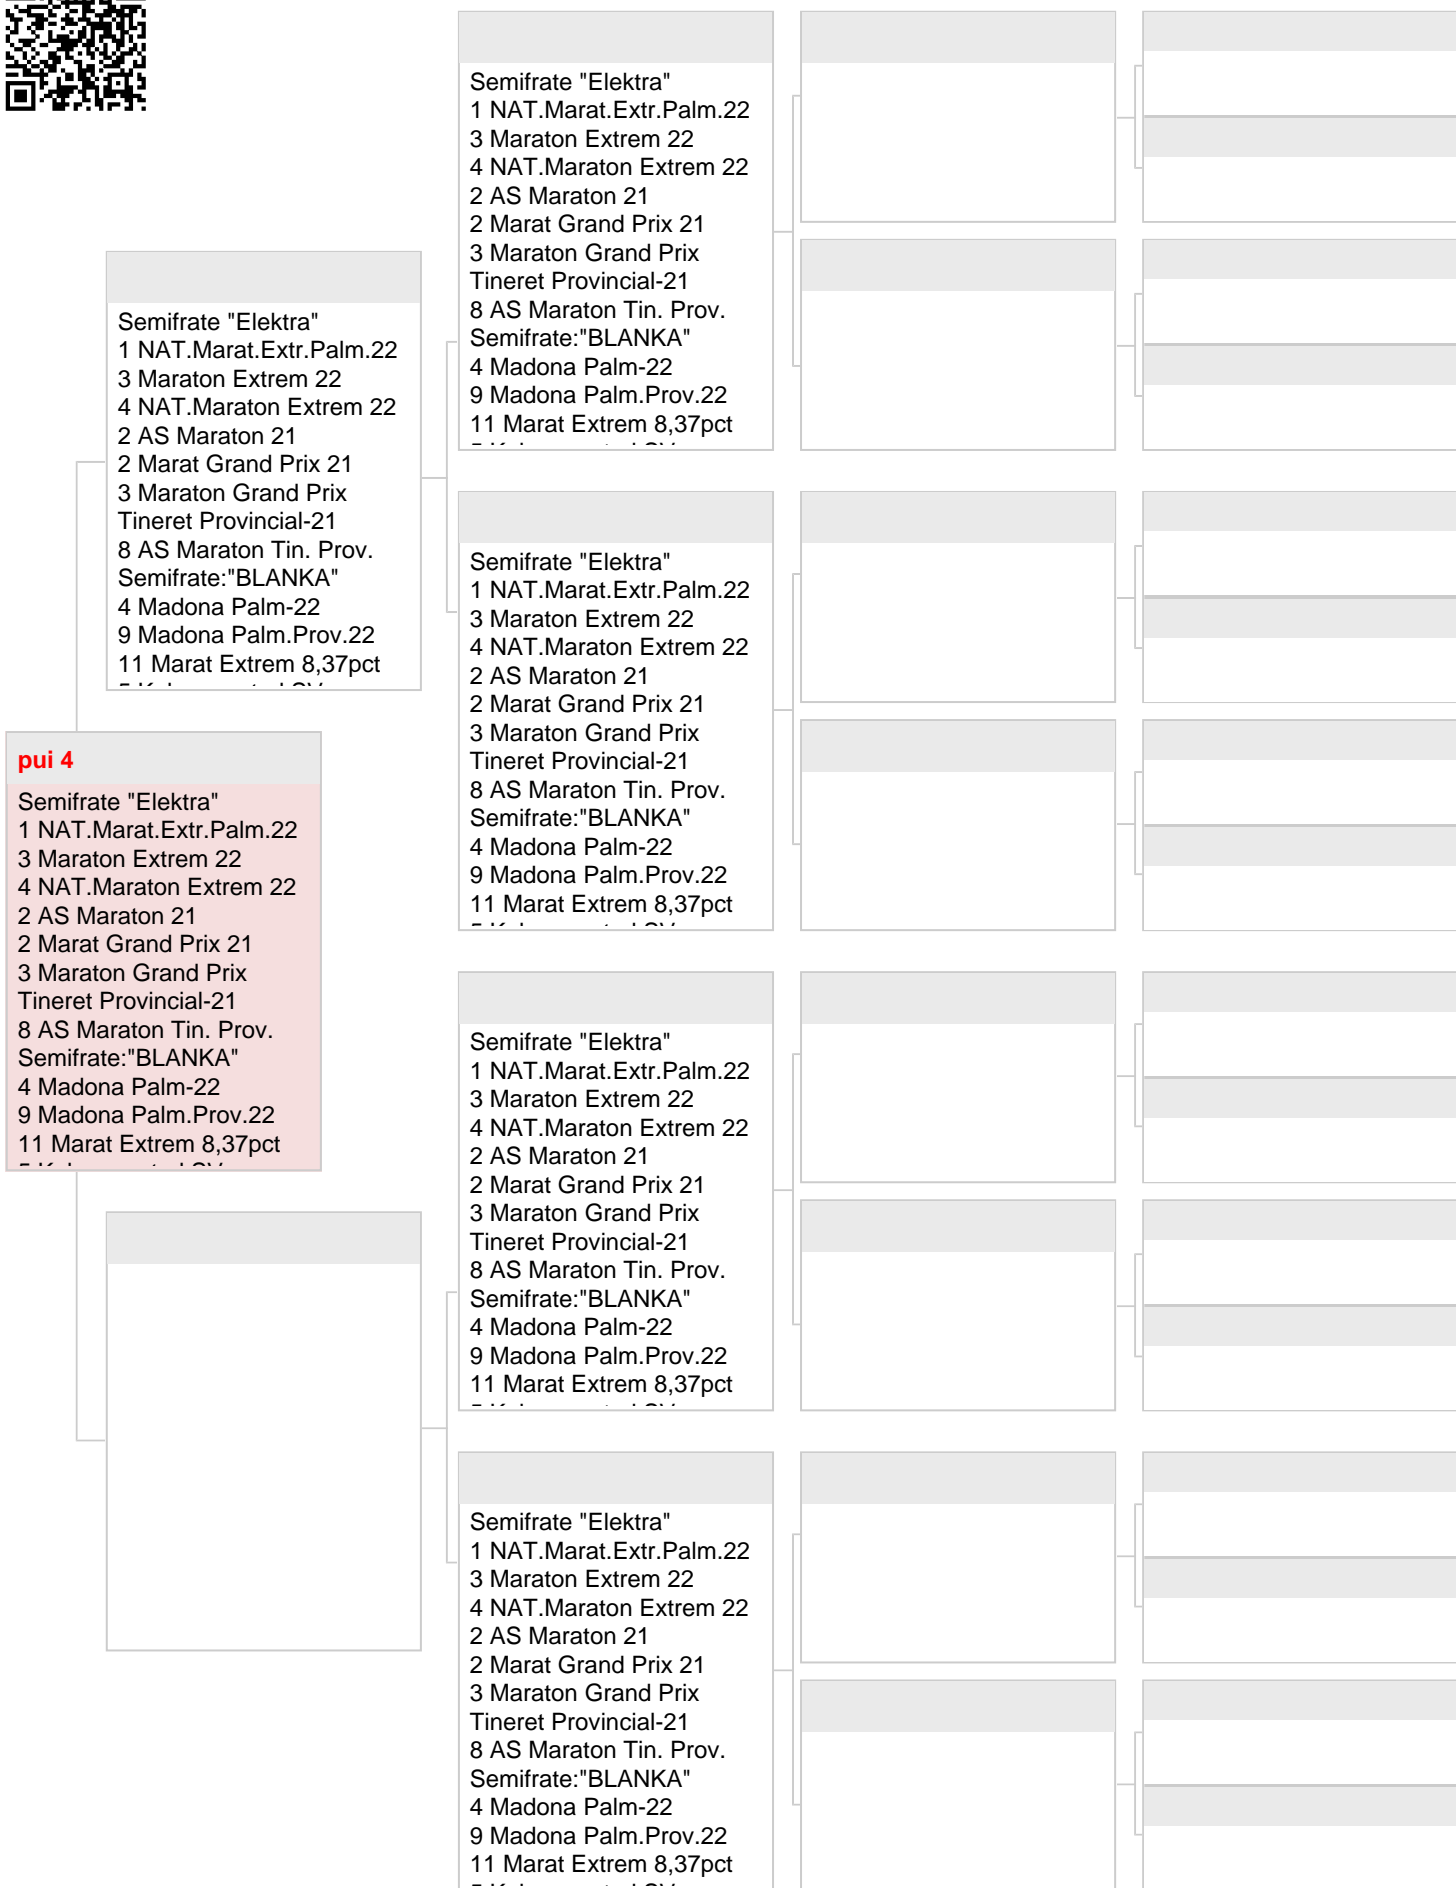 Semifrate "Elektra"
1 NAT.Marat.Extr.Palm.22
3 Maraton Extrem 22
4 NAT.Maraton Extrem 22
2 AS Maraton 21
2 Marat Grand Prix 21
3 Maraton Grand Prix
Tineret Provincial-21
8 AS Maraton Tin. Prov.
Semifrate:"BLANKA"
4 Madona Palm-22
9 Madona Palm.Prov.22
11 Marat Extrem 8,37pct
Semifrate "Elektra"
1 NAT.Marat.Extr.Palm.22
3 Maraton Extrem 22
4 NAT.Maraton Extrem 22
2 AS Maraton 21
2 Marat Grand Prix 21
3 Maraton Grand Prix
Tineret Provincial-21
8 AS Maraton Tin. Prov.
Semifrate:"BLANKA"
4 Madona Palm-22
9 Madona Palm.Prov.22
11 Marat Extrem 8,37pct
Semifrate "Elektra"
1 NAT.Marat.Extr.Palm.22
3 Maraton Extrem 22
4 NAT.Maraton Extrem 22
2 AS Maraton 21
2 Marat Grand Prix 21
3 Maraton Grand Prix
Tineret Provincial-21
8 AS Maraton Tin. Prov.
Semifrate:"BLANKA"
4 Madona Palm-22
9 Madona Palm.Prov.22
11 Marat Extrem 8,37pct
pui 4
Semifrate "Elektra"
1 NAT.Marat.Extr.Palm.22
3 Maraton Extrem 22
4 NAT.Maraton Extrem 22
2 AS Maraton 21
2 Marat Grand Prix 21
3 Maraton Grand Prix
Tineret Provincial-21
8 AS Maraton Tin. Prov.
Semifrate:"BLANKA"
4 Madona Palm-22
9 Madona Palm.Prov.22
11 Marat Extrem 8,37pct
Semifrate "Elektra"
1 NAT.Marat.Extr.Palm.22
3 Maraton Extrem 22
4 NAT.Maraton Extrem 22
2 AS Maraton 21
2 Marat Grand Prix 21
3 Maraton Grand Prix
Tineret Provincial-21
8 AS Maraton Tin. Prov.
Semifrate:"BLANKA"
4 Madona Palm-22
9 Madona Palm.Prov.22
11 Marat Extrem 8,37pct
Semifrate "Elektra"
1 NAT.Marat.Extr.Palm.22
3 Maraton Extrem 22
4 NAT.Maraton Extrem 22
2 AS Maraton 21
2 Marat Grand Prix 21
3 Maraton Grand Prix
Tineret Provincial-21
8 AS Maraton Tin. Prov.
Semifrate:"BLANKA"
4 Madona Palm-22
9 Madona Palm.Prov.22
11 Marat Extrem 8,37pct